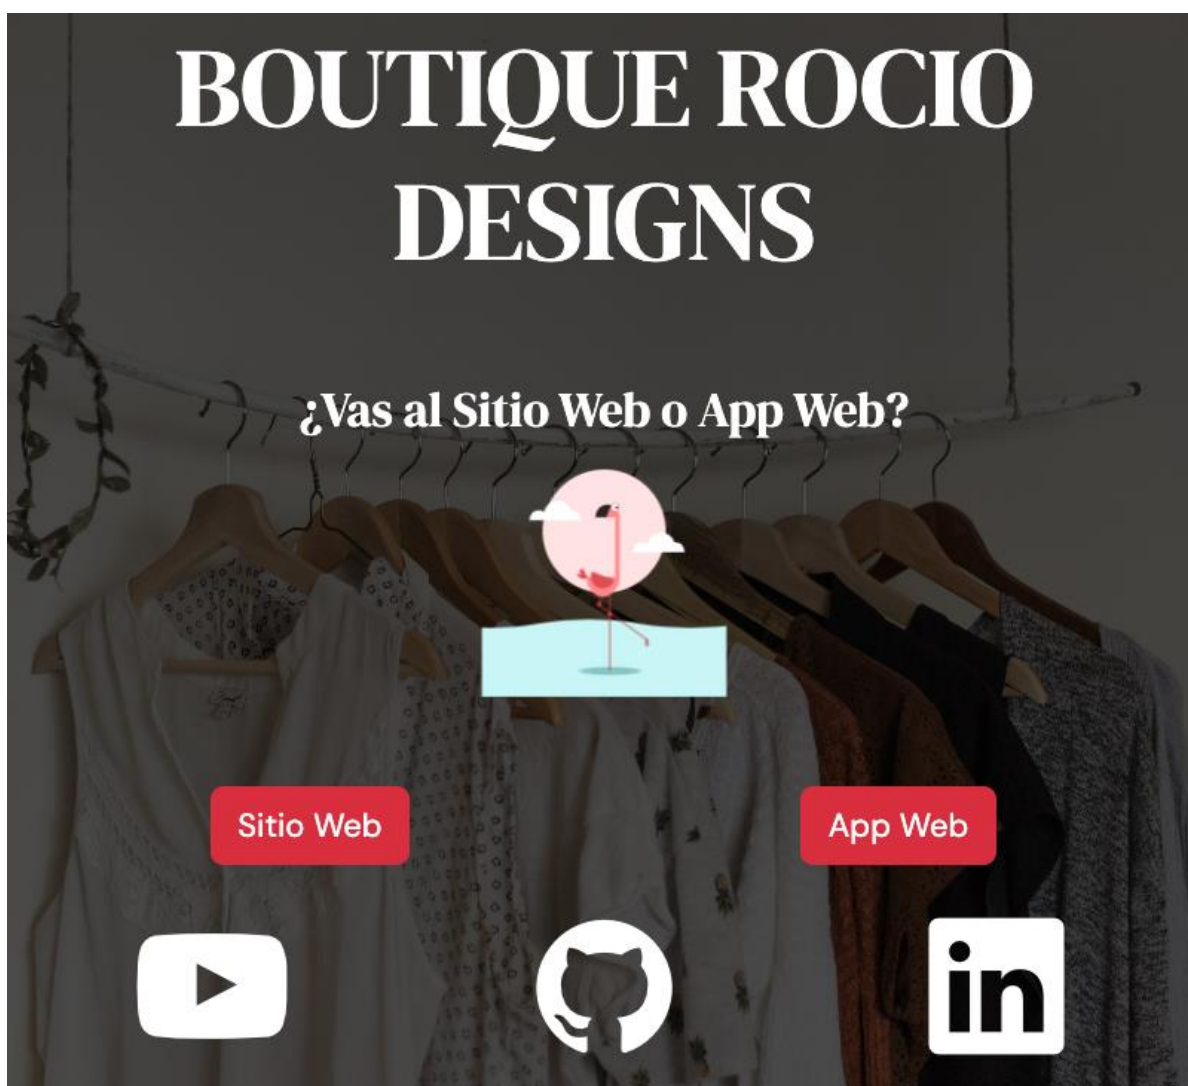 BOUTIQUE ROCIO
DESIGNS
¿Vas al Sitio Web o App Web?
Sitio Web
App Web
in